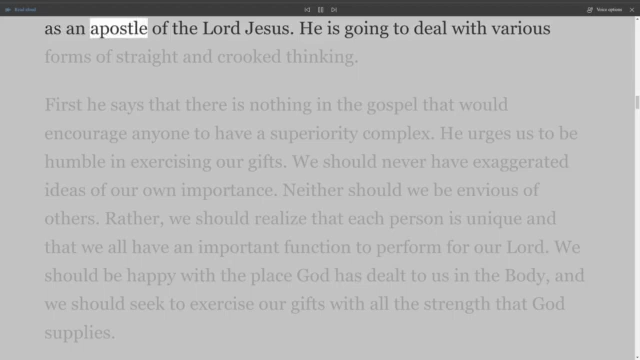 Read aloud
Voice options
as an apostle of the Lord Jesus. He is going to deal with various
forms of straight and crooked thinking.
First he says that there is nothing in the gospel that would
encourage anyone to have a superiority complex. He urges us to be
humble in exercising our gifts. We should never have exaggerated
ideas of our own importance. Neither should we be envious of
others. Rather, we should realize that each person is unique and
that we all have an important function to perform for our Lord. We
should be happy with the place God has dealt to us in the Body, and
we should seek to exercise our gifts with all the strength that God
supplies.